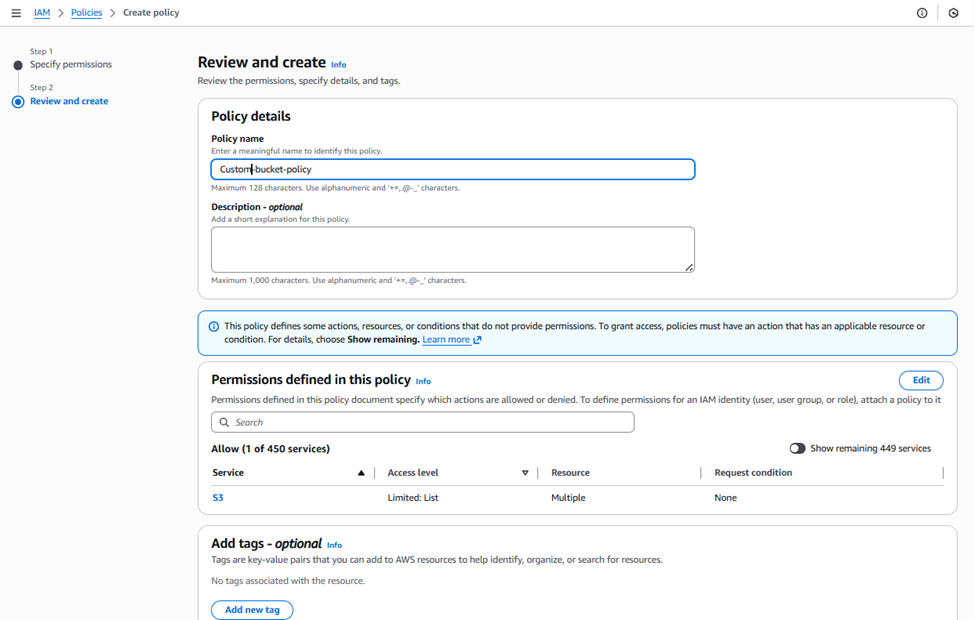 IAM > Policies > Create policy
Step 1
Specify permissions
Step 2
Review and create
Review and create Info
Review the permissions, specify details, and tags.
Policy details
Policy name
Enter a meaningful name to identify this policy.
Custom-bucket-policy
Maximum 128 characters. Use alphanumeric and '+=,.@-_' characters.
Description - optional
Add a short explanation for this policy.
Maximum 1,000 characters. Use alphanumeric and '+=,.@-_' characters.
This policy defines some actions, resources, or conditions that do not provide permissions. To grant access, policies must have an action that has an applicable resource or
condition. For details, choose Show remaining. Learn more
Permissions defined in this policy Info
Edit
Permissions defined in this policy document specify which actions are allowed or denied. To define permissions for an IAM identity (user, user group, or role), attach a policy to it
Search
Allow (1 of 450 services)
Show remaining 449 services
Service Access level Resource Request condition
S3 Limited: List Multiple None
Add tags - optional Info
Tags are key-value pairs that you can add to AWS resources to help identify, organize, or search for resources.
No tags associated with the resource.
Add new tag